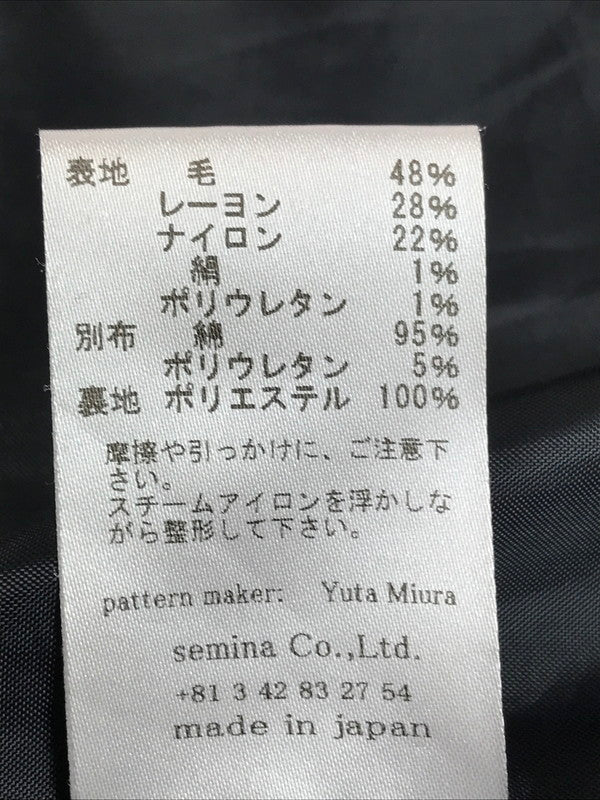 表地 毛 48%
レーヨン 28%
ナイロン 22%
絹 1%
ポリウレタン 1%
別布 綿 95%
ポリウレタン 5%
裏地 ポリエステル 100%
摩擦や引っかけに、ご注意下
さい。
スチームアイロンを浮かしな
がら整形して下さい。
pattern maker: Yuta Miura
semina Co.,Ltd.
+81 3 42 83 27 54
made in japan